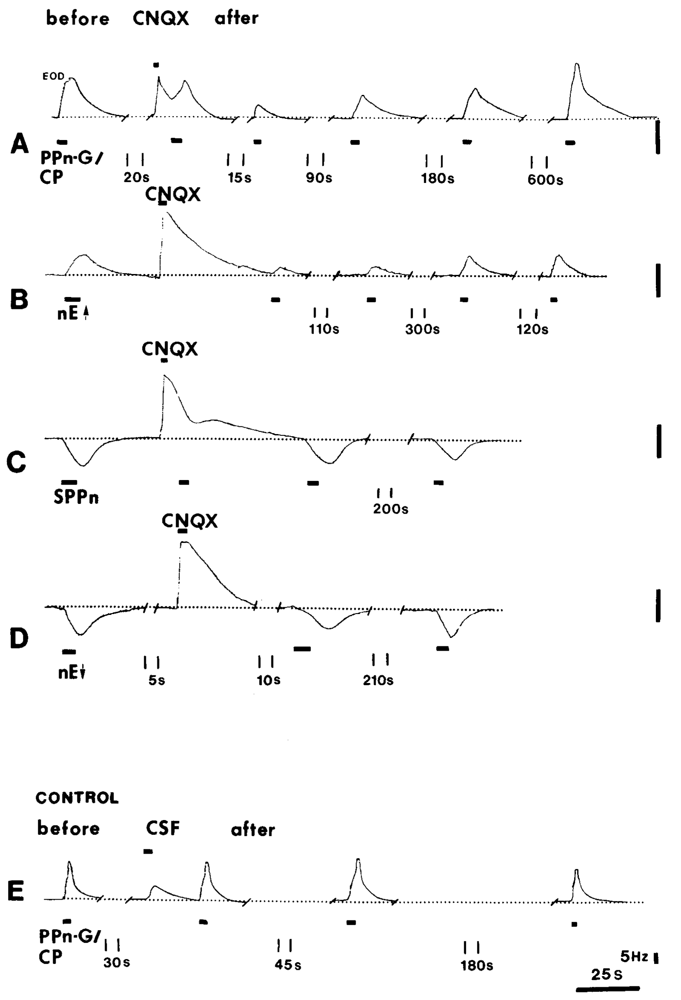 before CNQX after
EOD
A
PPn-G/
CP
20s 15s 90s 180s 600s
CNQX
B
nE
110s 300s 120s
CNQX
C
SPPn
200s
CNQX
D
nE
5s 10s 210s
CONTROL
before CSF after
E
PPn-G/
CP
30s 45s 180s
5Hz
25s